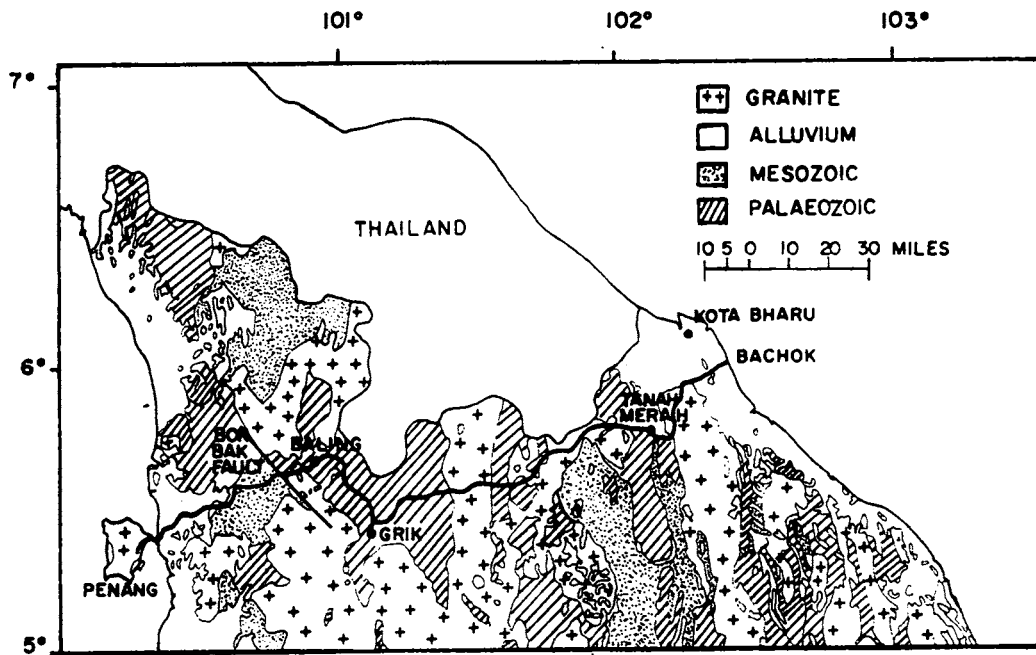 101° 102° 103°
7°
6°
5°
GRANITE
ALLUVIUM
MESOZOIC
PALAEOZOIC
10 5 0 10 20 30 MILES
THAILAND
KOTA BHARU
BACHOK
TANAH
MERAH
BOK
BAK
FAULT
BALING
GRIK
PENANG